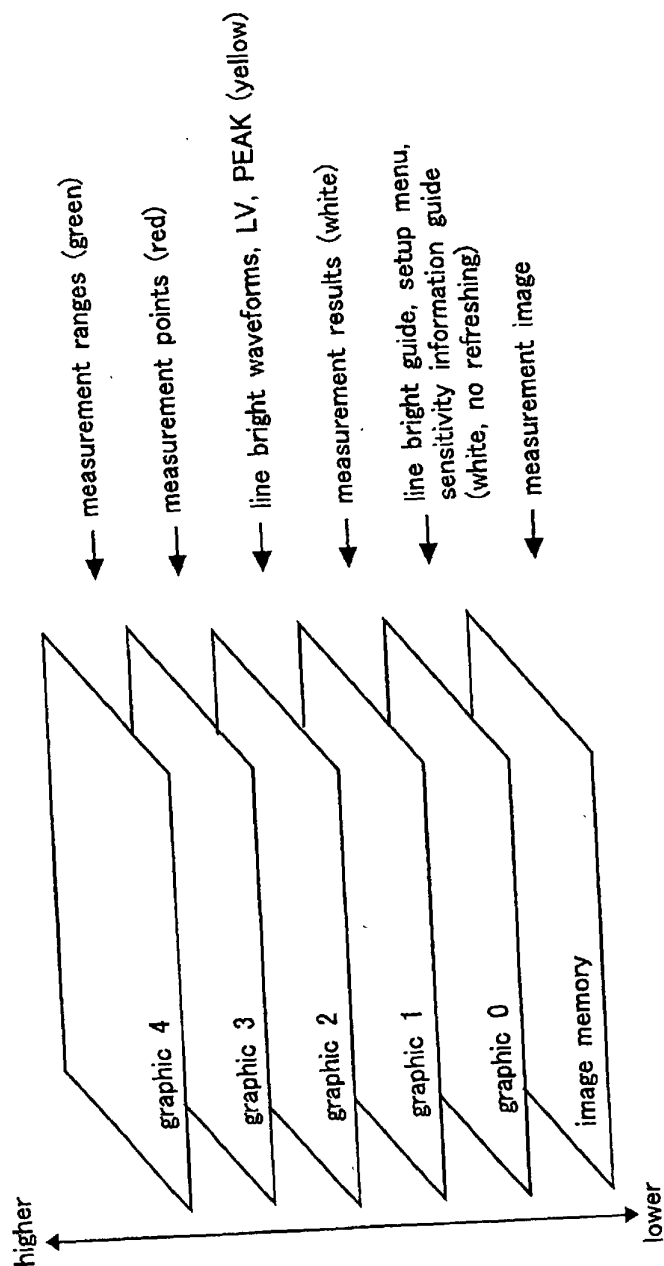 higher
graphic 4
measurement ranges (green)
graphic 3
measurement points (red)
graphic 2
line bright waveforms, LV, PEAK (yellow)
graphic 1
measurement results (white)
graphic 0
line bright guide, setup menu,
sensitivity information guide
(white, no refreshing)
image memory
measurement image
lower